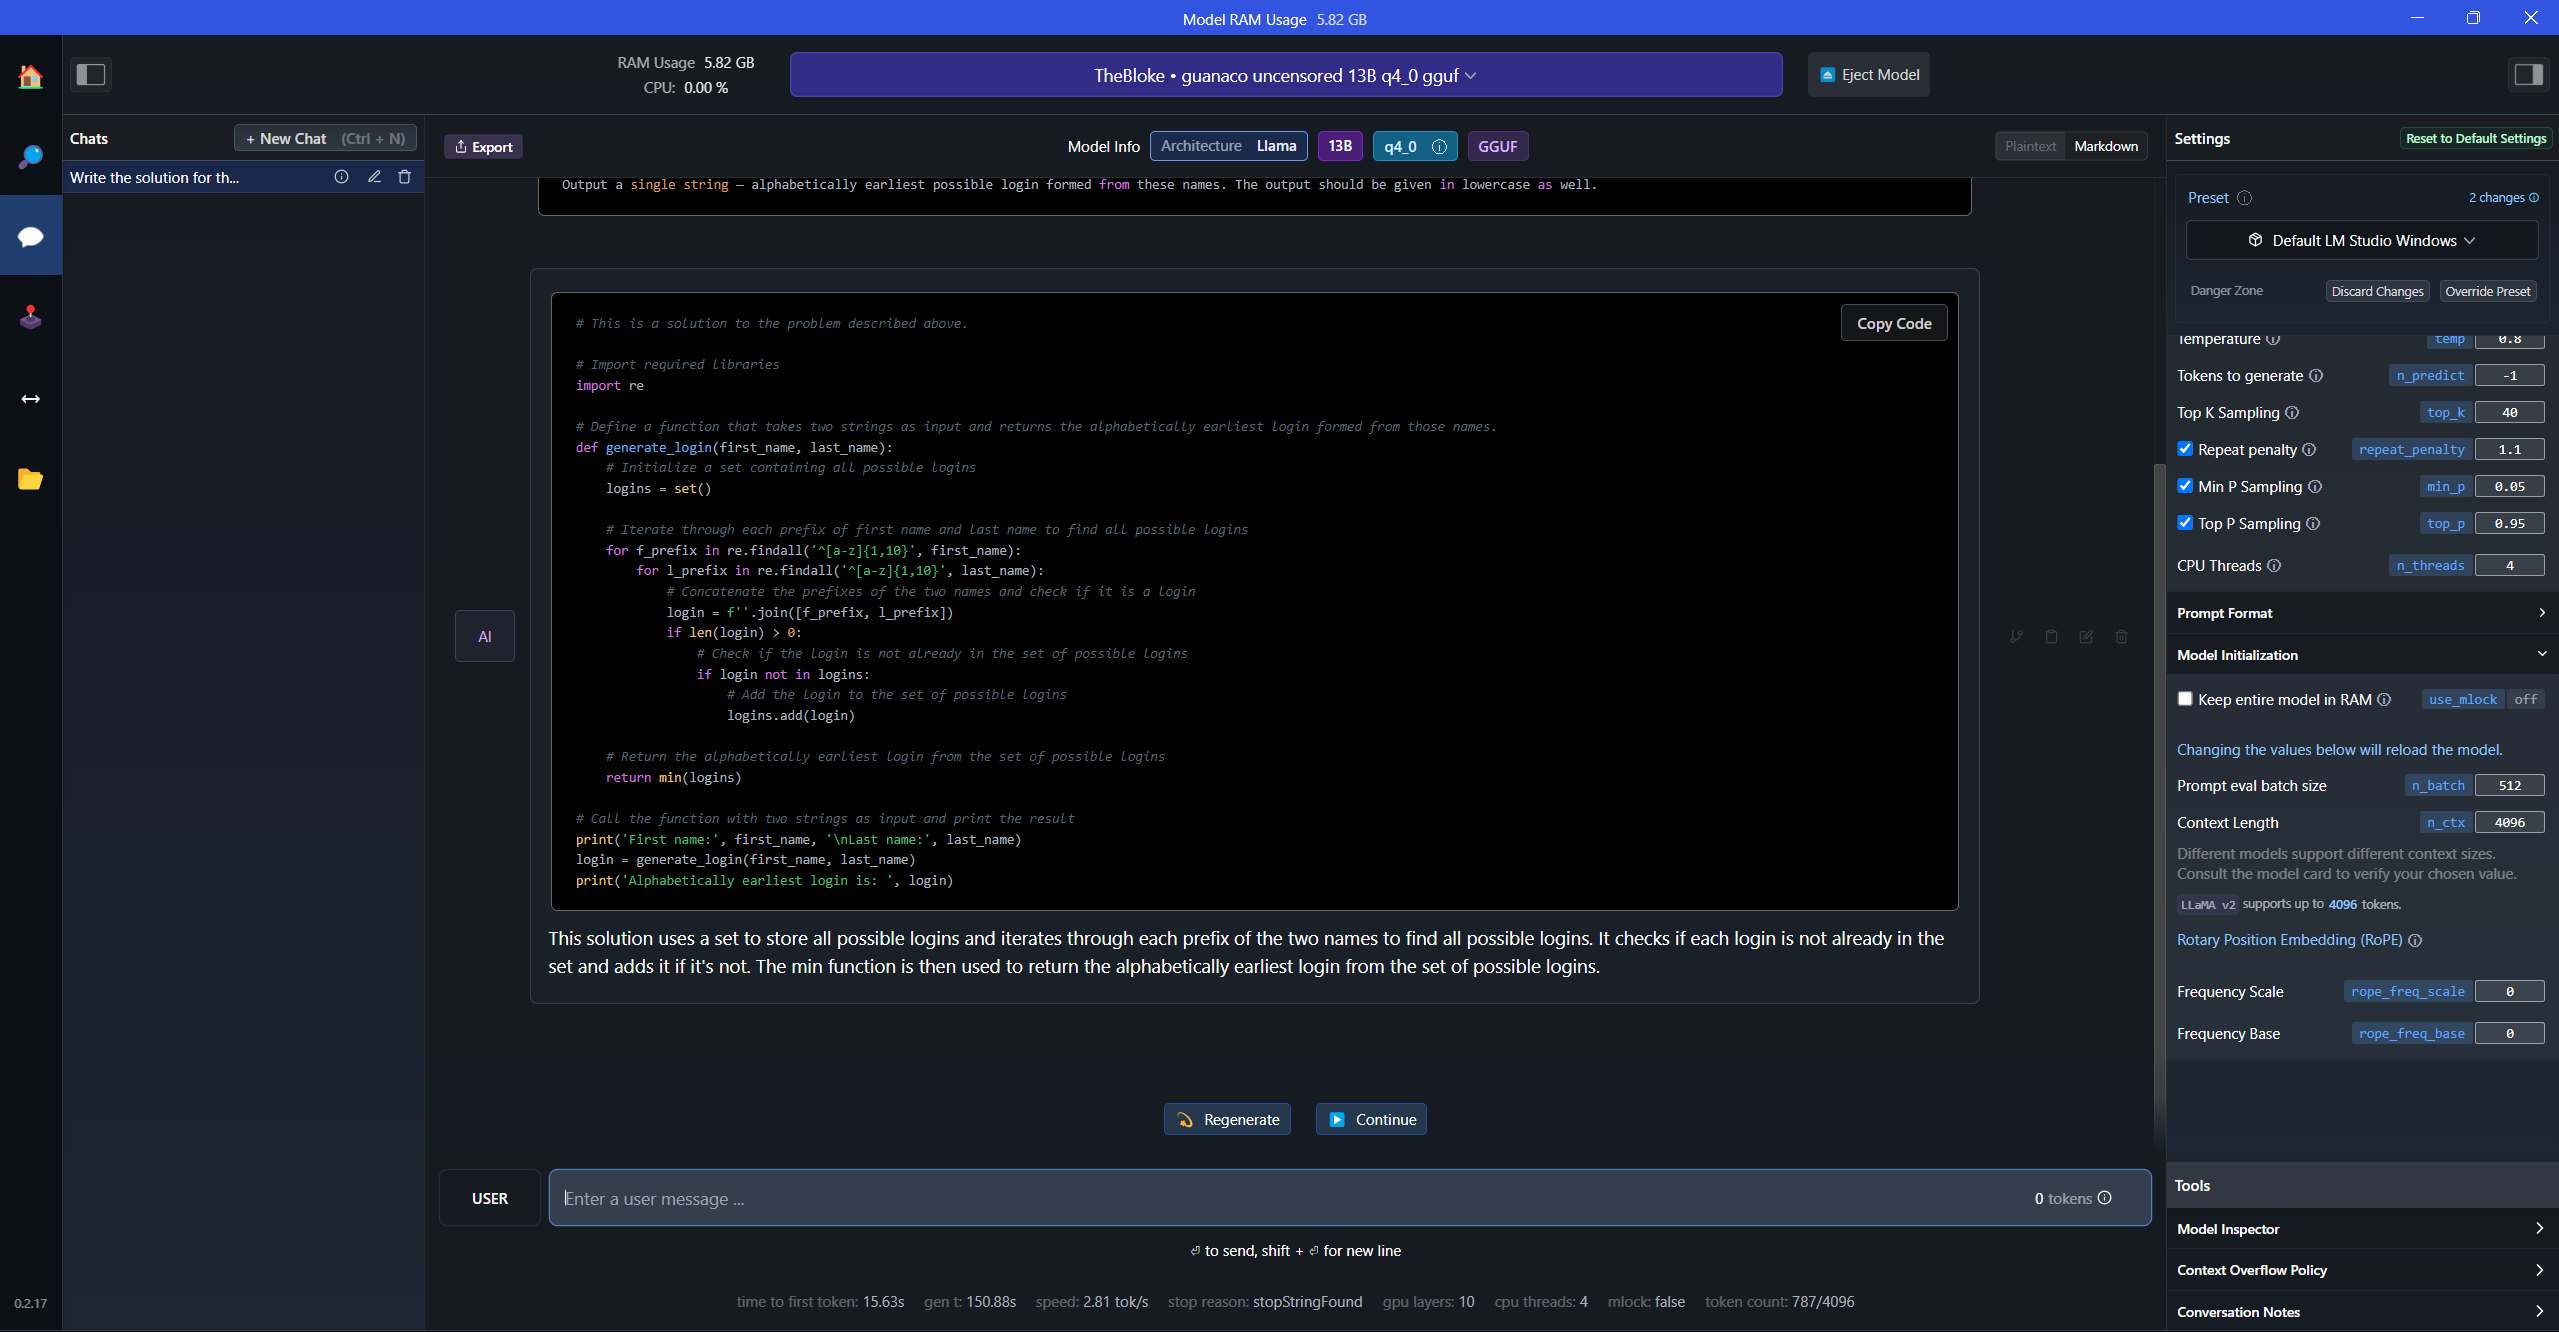 Model RAM Usage 5.82 GB
RAM Usage 5.82 GB
CPU: 0.00 %
TheBloke • guanaco uncensored 13B q4_0 gguf
Eject Model
Chats
+ New Chat (Ctrl + N)
Write the solution for th...
Export
Model Info Architecture Llama 13B q4_0 GGUF
Plaintext Markdown
Output a single string — alphabetically earliest possible login formed from these names. The output should be given in lowercase as well.
Copy Code
# This is a solution to the problem described above.
# Import required libraries
import re
# Define a function that takes two strings as input and returns the alphabetically earliest login formed from those names.
def generate_login(first_name, last_name):
# Initialize a set containing all possible logins
logins = set()
# Iterate through each prefix of first name and last name to find all possible logins
for f_prefix in re.findall('^[a-z]{1,10}', first_name):
for l_prefix in re.findall('^[a-z]{1,10}', last_name):
# Concatenate the prefixes of the two names and check if it is a login
login = f''.join([f_prefix, l_prefix])
if len(login) > 0:
# Check if the login is not already in the set of possible logins
if login not in logins:
# Add the login to the set of possible logins
logins.add(login)
# Return the alphabetically earliest login from the set of possible logins
return min(logins)
# Call the function with two strings as input and print the result
print('First name:', first_name, '\nLast name:', last_name)
login = generate_login(first_name, last_name)
print('Alphabetically earliest login is: ', login)
AI
This solution uses a set to store all possible logins and iterates through each prefix of the two names to find all possible logins. It checks if each login is not already in the
set and adds it if it's not. The min function is then used to return the alphabetically earliest login from the set of possible logins.
Regenerate
Continue
USER
Enter a user message ...
0 tokens
⏎ to send, shift + ⏎ for new line
time to first token: 15.63s gen t: 150.88s speed: 2.81 tok/s stop reason: stopStringFound gpu layers: 10 cpu threads: 4 mlock: false token count: 787/4096
0.2.17
Settings
Reset to Default Settings
Preset
2 changes
Default LM Studio Windows
Danger Zone
Discard Changes
Override Preset
Temperature temp 0.8
Tokens to generate n_predict -1
Top K Sampling top_k 40
Repeat penalty repeat_penalty 1.1
Min P Sampling min_p 0.05
Top P Sampling top_p 0.95
CPU Threads n_threads 4
Prompt Format
Model Initialization
Keep entire model in RAM use_mlock off
Changing the values below will reload the model.
Prompt eval batch size n_batch 512
Context Length n_ctx 4096
Different models support different context sizes.
Consult the model card to verify your chosen value.
LLaMA v2 supports up to 4096 tokens.
Rotary Position Embedding (RoPE)
Frequency Scale rope_freq_scale 0
Frequency Base rope_freq_base 0
Tools
Model Inspector
Context Overflow Policy
Conversation Notes